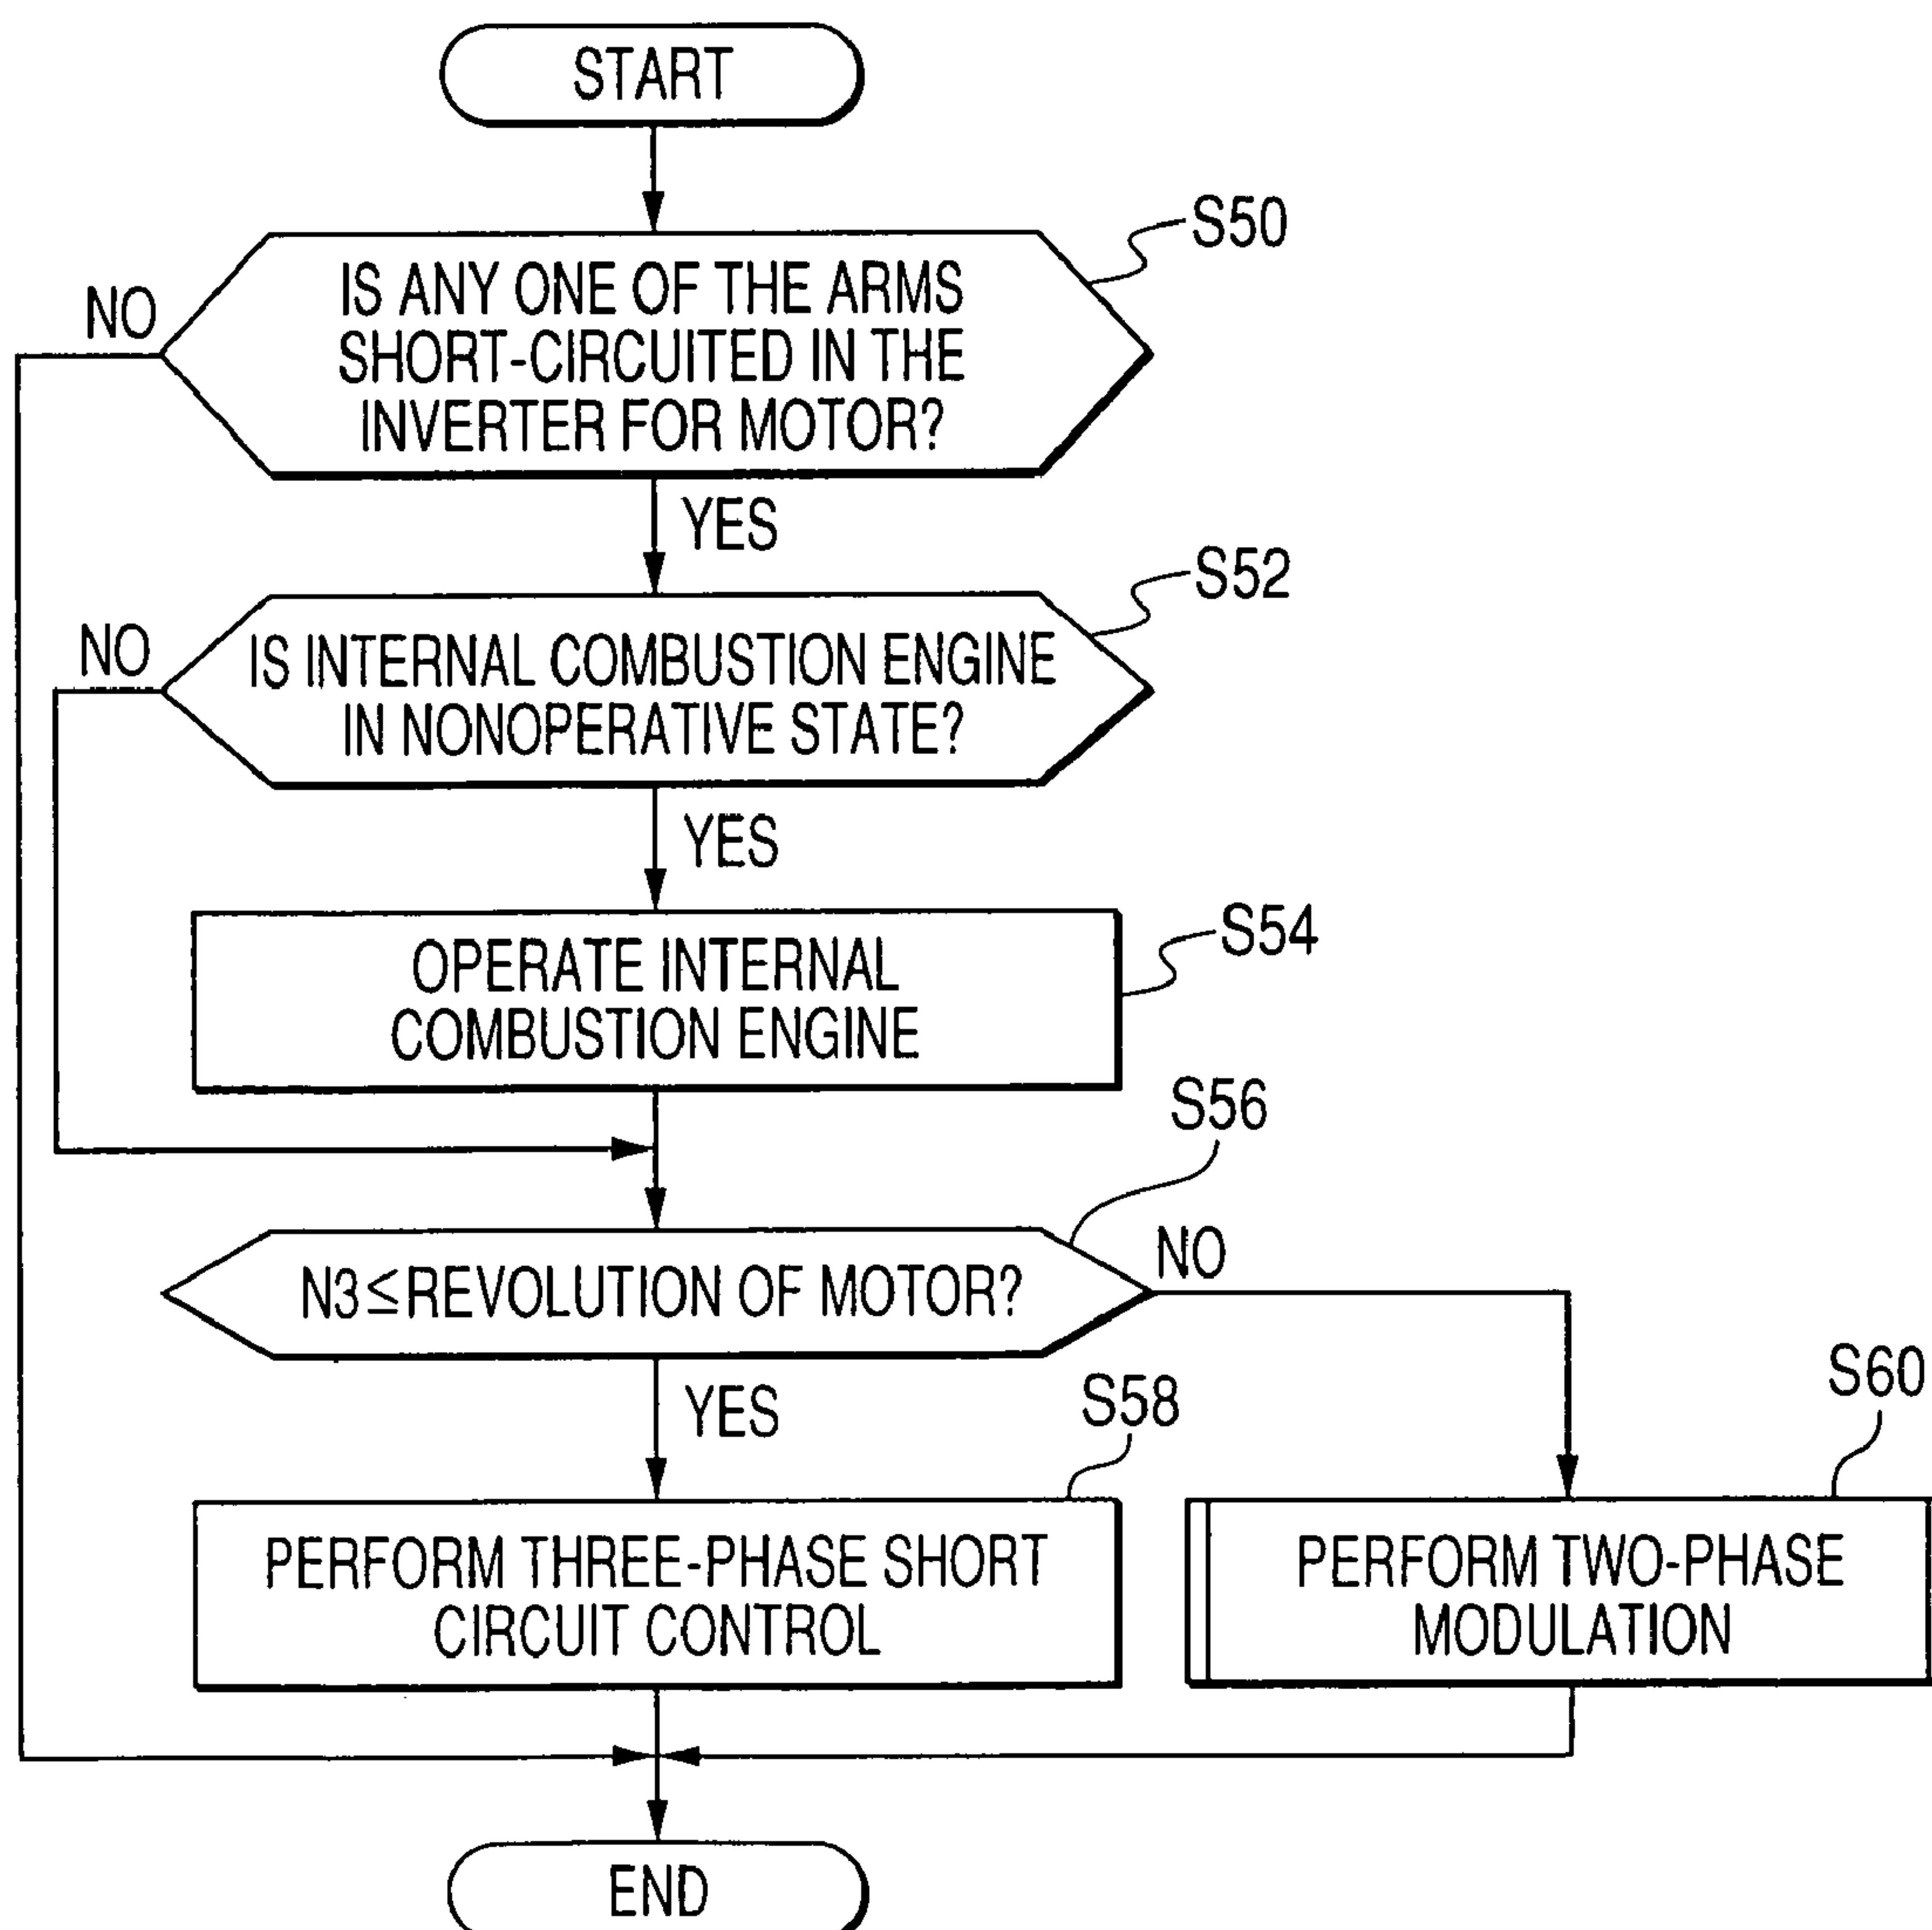 START
S50
IS ANY ONE OF THE ARMS
SHORT-CIRCUITED IN THE
INVERTER FOR MOTOR?
NO
YES
S52
IS INTERNAL COMBUSTION ENGINE
IN NONOPERATIVE STATE?
NO
YES
S54
OPERATE INTERNAL
COMBUSTION ENGINE
S56
N3≤REVOLUTION OF MOTOR?
NO
YES
S58
S60
PERFORM THREE-PHASE SHORT
CIRCUIT CONTROL
PERFORM TWO-PHASE
MODULATION
END